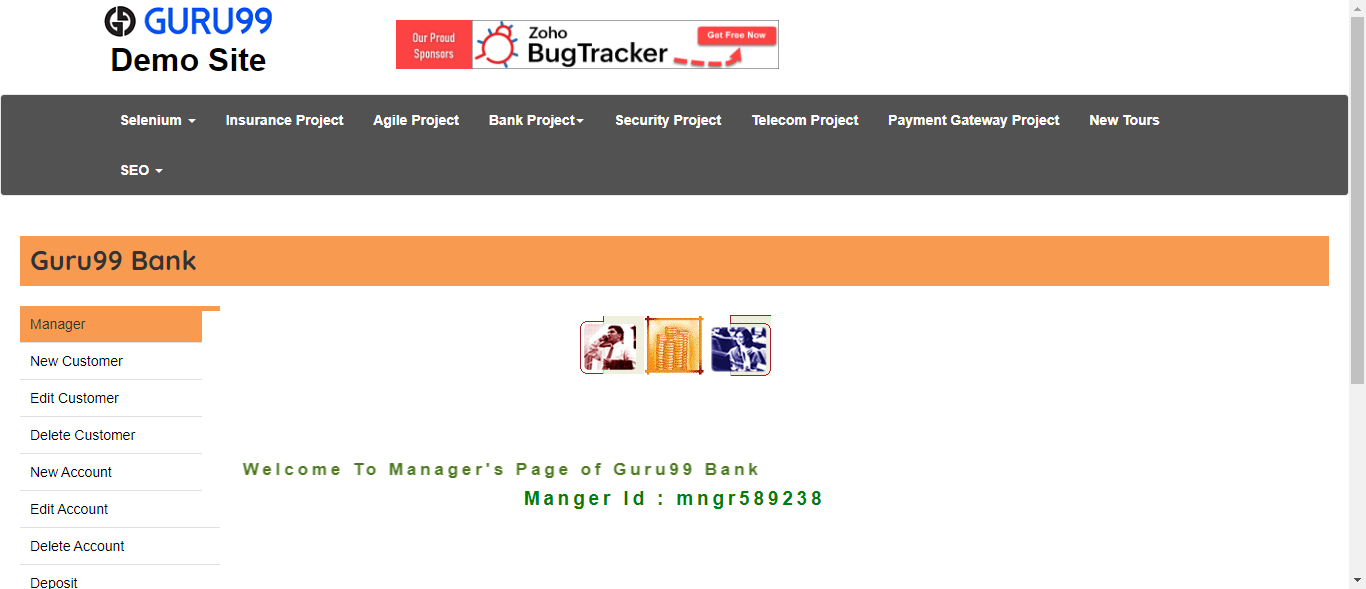 GURU99
Demo Site
Our Proud
Sponsors
Zoho
BugTracker
Get Free Now
Selenium Insurance Project Agile Project Bank Project Security Project Telecom Project Payment Gateway Project New Tours
SEO
Guru99 Bank
Manager
New Customer
Edit Customer
Delete Customer
New Account
Edit Account
Delete Account
Deposit
Welcome To Manager's Page of Guru99 Bank
Manger Id : mngr589238